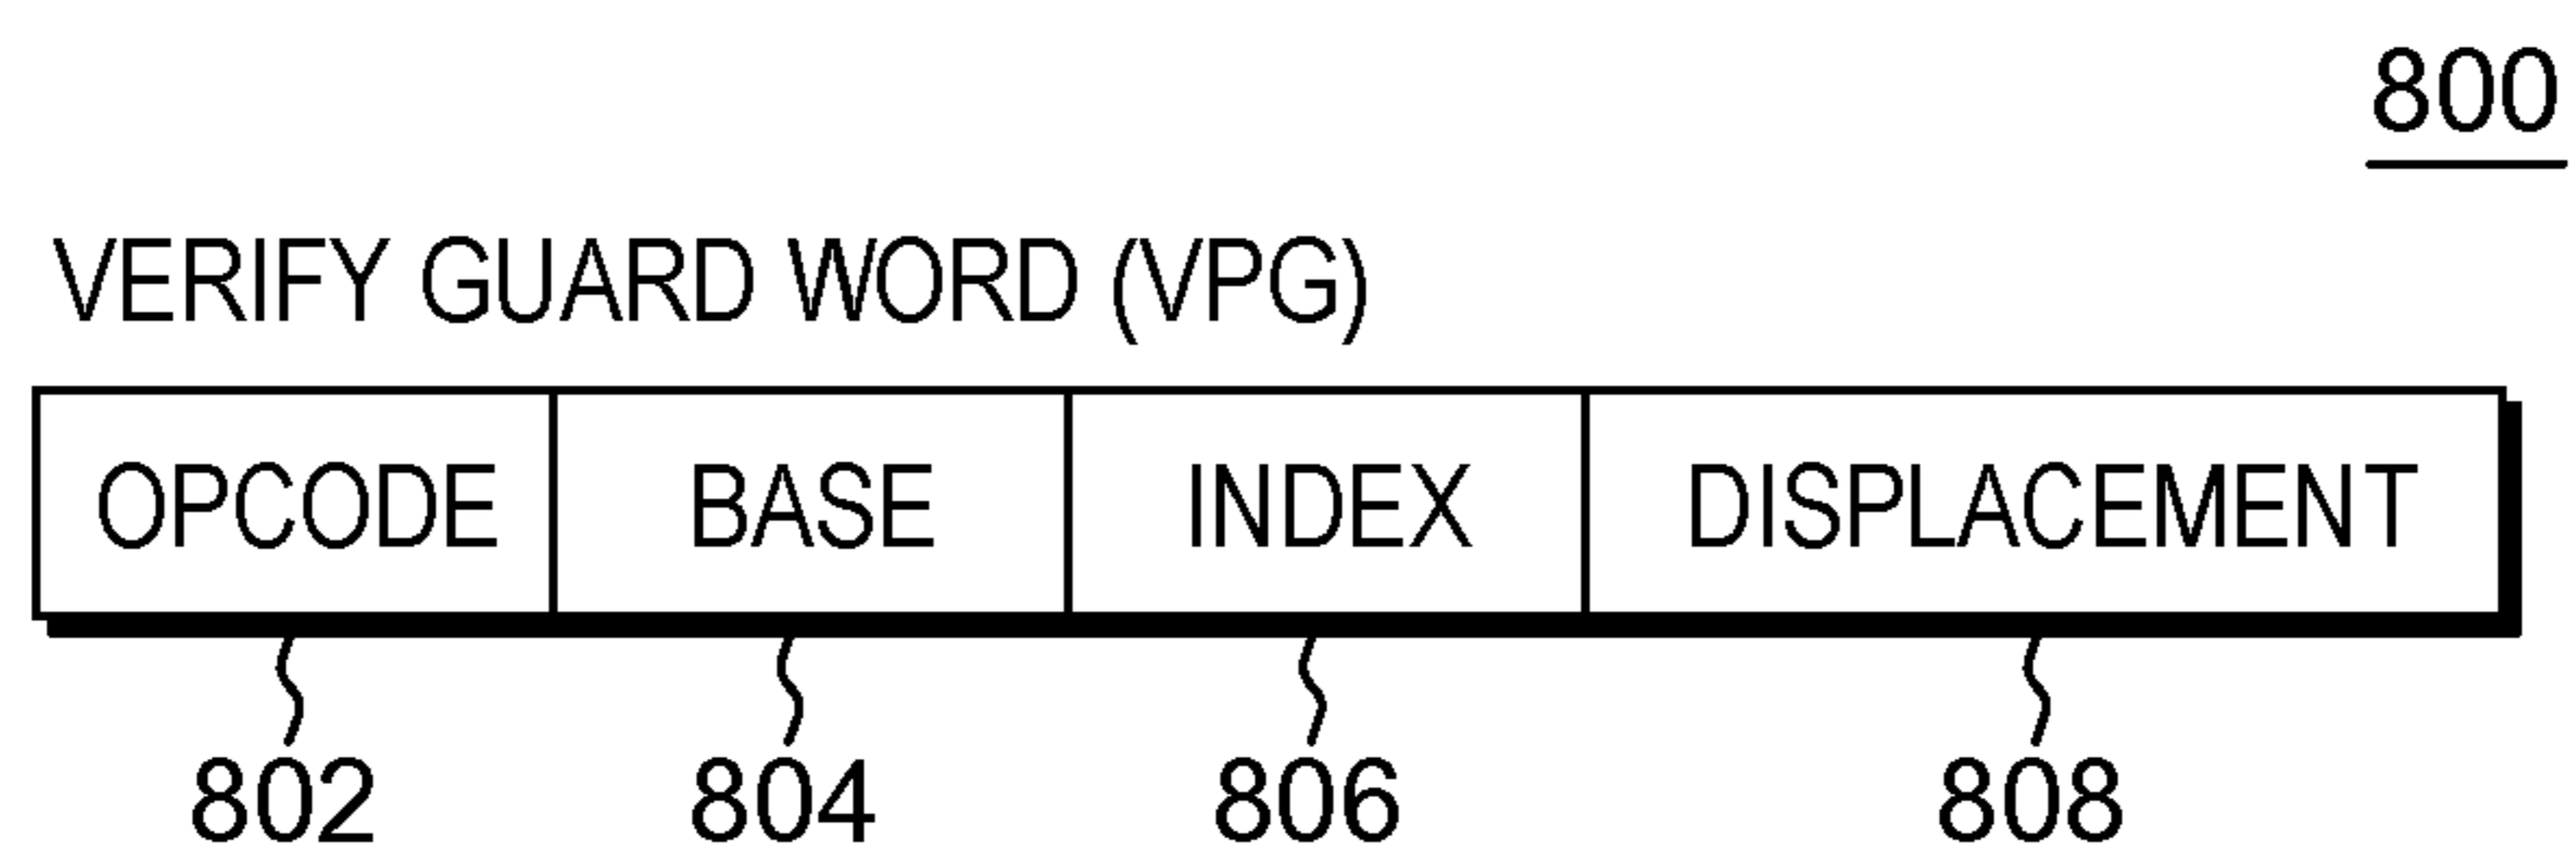 800
VERIFY GUARD WORD (VPG)
OPCODE BASE INDEX DISPLACEMENT
802 804 806 808